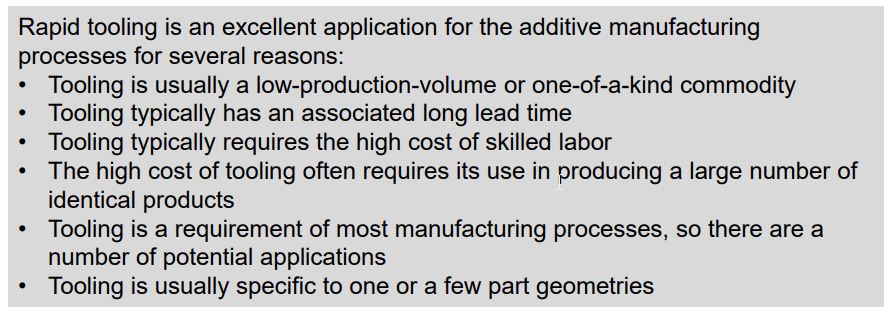 Rapid tooling is an excellent application for the additive manufacturing
processes for several reasons:
• Tooling is usually a low-production-volume or one-of-a-kind commodity
• Tooling typically has an associated long lead time
• Tooling typically requires the high cost of skilled labor
• The high cost of tooling often requires its use in producing a large number of
identical products
• Tooling is a requirement of most manufacturing processes, so there are a
number of potential applications
• Tooling is usually specific to one or a few part geometries